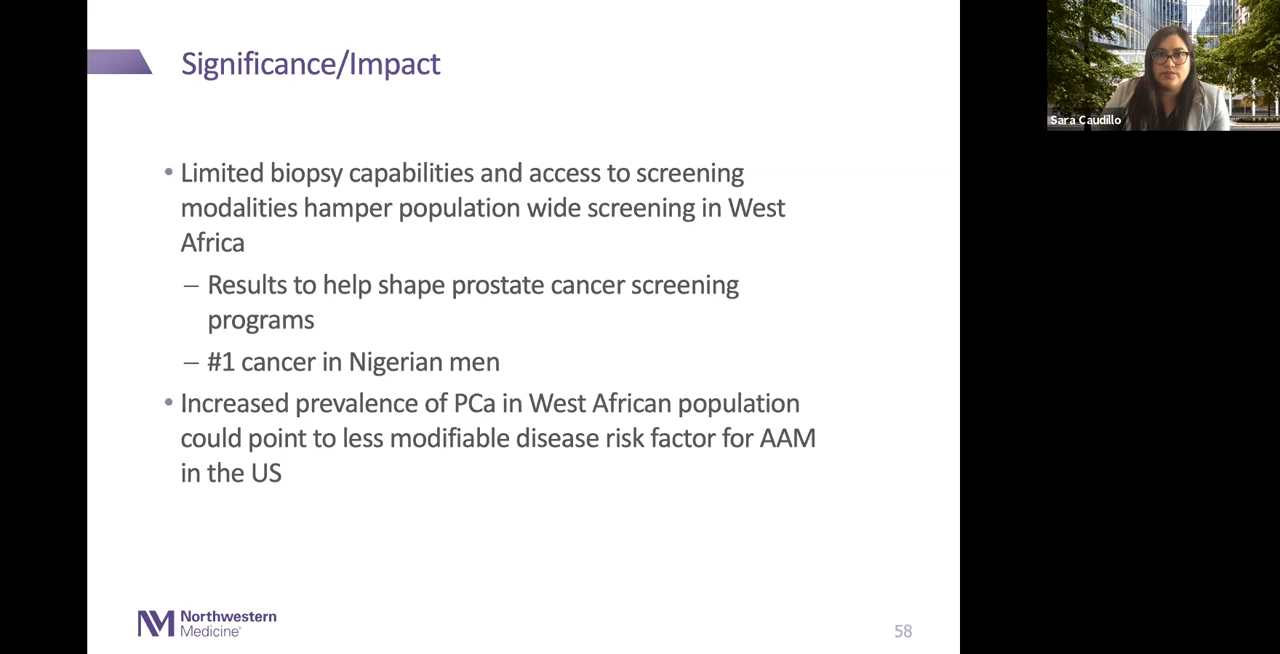 Significance/Impact
• Limited biopsy capabilities and access to screening
modalities hamper population wide screening in West
Africa
– Results to help shape prostate cancer screening
programs
– #1 cancer in Nigerian men
• Increased prevalence of PCa in West African population
could point to less modifiable disease risk factor for AAM
in the US
Northwestern
Medicine®
58
Sara Caudillo